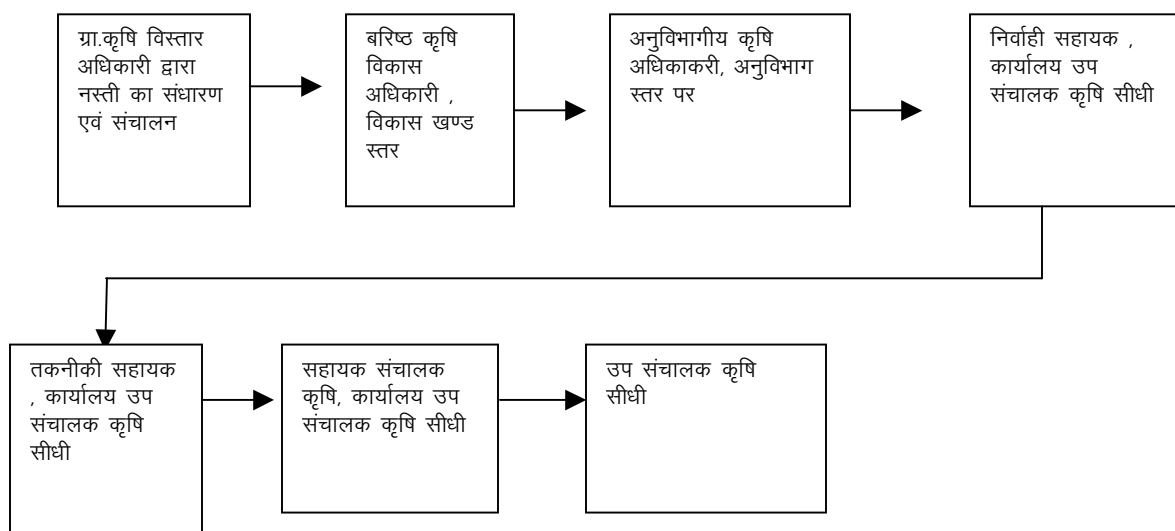 ग्रा.कृषि विस्तार
अधिकारी द्वारा
नस्ती का संधारण
एवं संचालन
बरिष्ठ कृषि
विकास
अधिकारी ,
विकास खण्ड
स्तर
अनुविभागीय कृषि
अधिकाकरी, अनुविभाग
स्तर पर
निर्वाही सहायक ,
कार्यालय उप
संचालक कृषि सीधी
तकनीकी सहायक
, कार्यालय उप
संचालक कृषि
सीधी
सहायक संचालक
कृषि, कार्यालय उप
संचालक कृषि सीधी
उप संचालक कृषि
सीधी